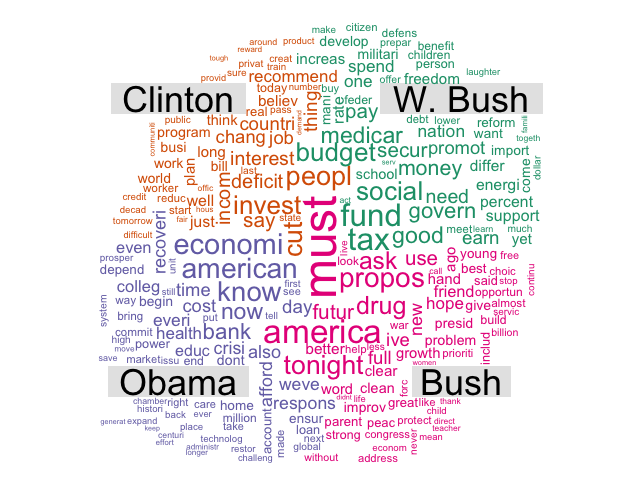 make citizen
around product develop defens
reward prepar benefit
tough creat increas militari children
privat train spend person
provid sure recommend one offer freedom laughter
today number buy
Clinton
W. Bush
believ real pass thing mani rate pay feder debt lower reform famili
public think countri demand medicar nation want togeth
communiti program chang job budget secur promot import
busi long interest serv dollar
work plan bill last peopl school money differ come
world deficit social energi
worker offic incom invest act need percent
credit reduc well hous fund govern support
decad start just say state must
tomorrow fair cut tax good earn meet learn much yet
difficult
even recoveri economi live ask use ago young free
prosper unit look
depend american call best choic
colleg still time know first propos hand said stop continu
system way begin cost see friend opportun
bring everi put now day tell futur drug hope give almost servic
commit health bank america war new presid build
high power ive problem includ billion
move educ crisi also better help less full growth prioriti
save market issu end dont tonight clear women
Obama
Bush
afford weve word clean forc
chamber right care home respons didnt life great like thank
histori million improv child
general expand back ever account ensur parent peac protect direct
keep place take loan teacher
centuri technolog made next strong congress never mean
effort administr restor global econom
longer challeng without address